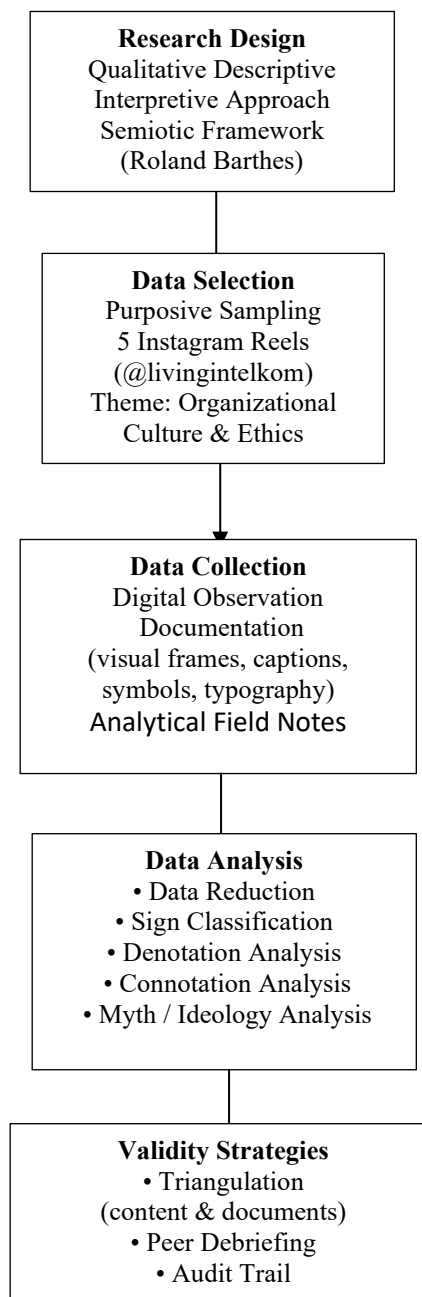 Research Design
Qualitative Descriptive
Interpretive Approach
Semiotic Framework
(Roland Barthes)
Data Selection
Purposive Sampling
5 Instagram Reels
(@livingintelkom)
Theme: Organizational
Culture & Ethics
Data Collection
Digital Observation
Documentation
(visual frames, captions,
symbols, typography)
Analytical Field Notes
Data Analysis
• Data Reduction
• Sign Classification
• Denotation Analysis
• Connotation Analysis
• Myth / Ideology Analysis
Validity Strategies
• Triangulation
(content & documents)
• Peer Debriefing
• Audit Trail